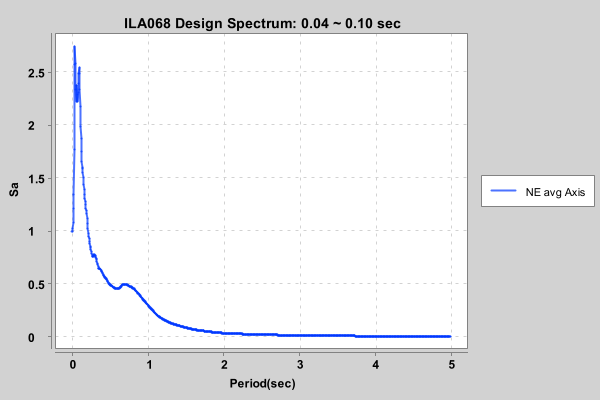 ILA068 Design Spectrum: 0.04 ~ 0.10 sec
2.5
2
1.5
1
0.5
0
Sa
0 1 2 3 4 5
Period(sec)
NE avg Axis